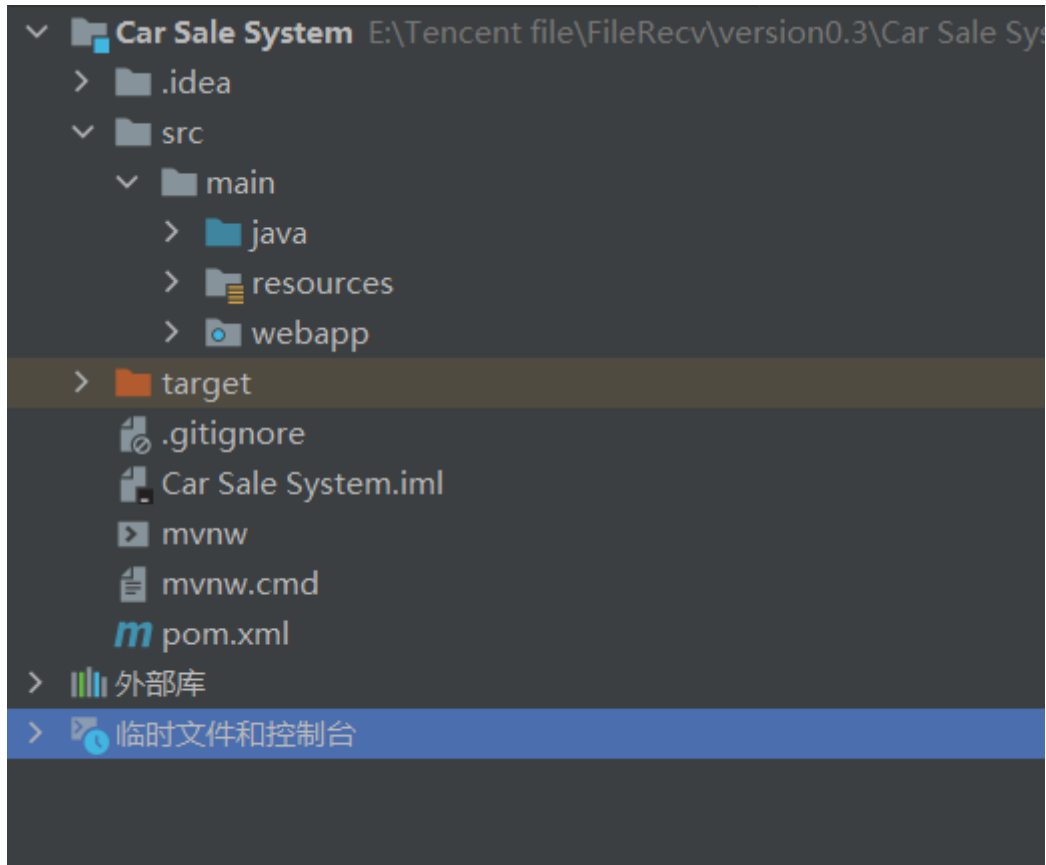 Car Sale System E:\Tencent file\FileRecv\version0.3\Car Sale Sys
.idea
src
main
java
resources
webapp
target
.gitignore
Car Sale System.iml
mvnw
mvnw.cmd
m pom.xml
外部库
临时文件和控制台